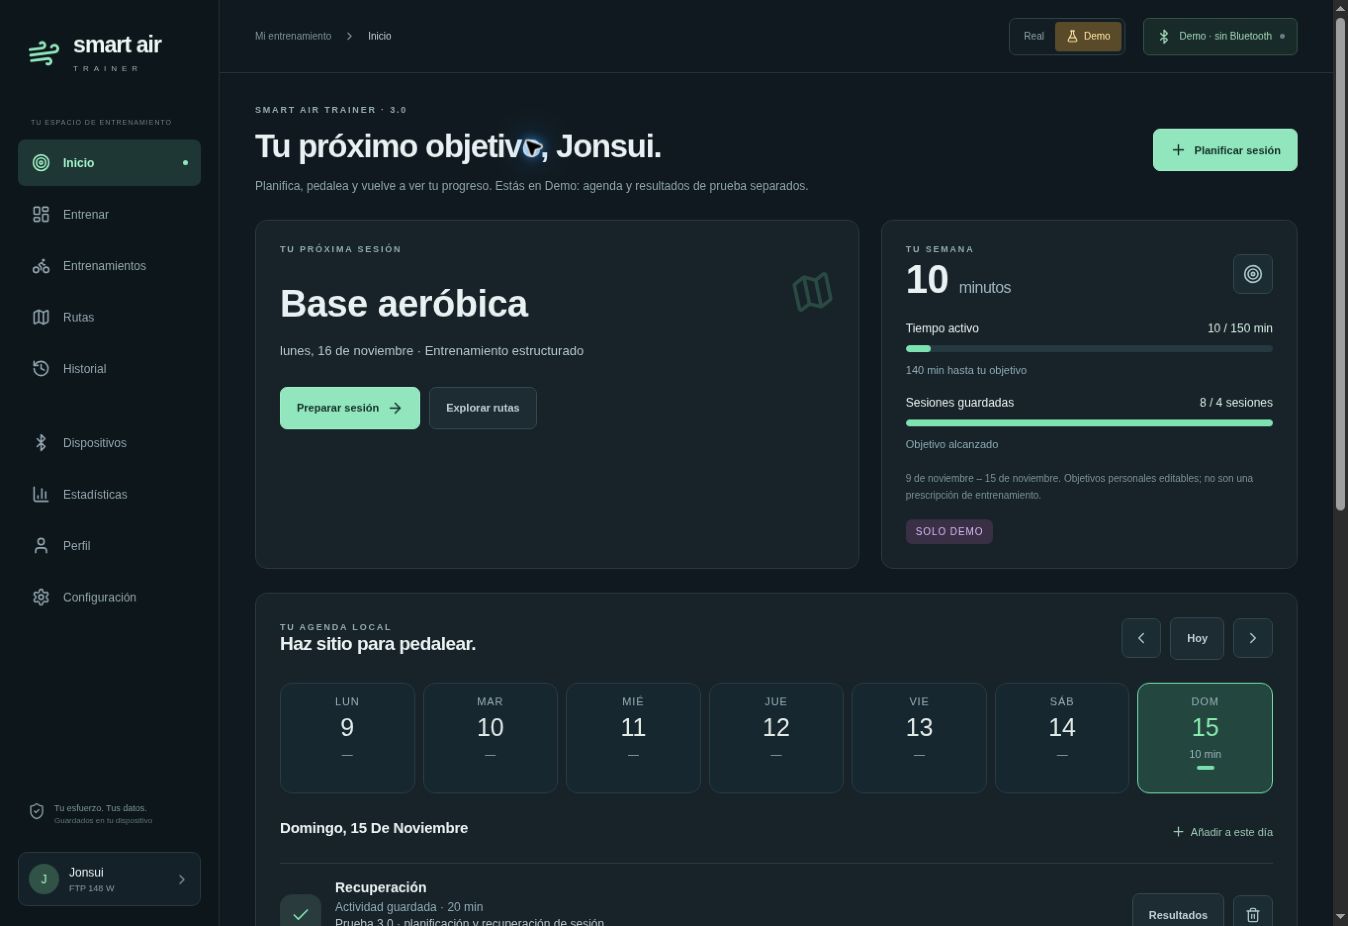 smart air
TRAINER
TU ESPACIO DE ENTRENAMIENTO
Inicio
Entrenar
Entrenamientos
Rutas
Historial
Dispositivos
Estadísticas
Perfil
Configuración
Tu esfuerzo. Tus datos.
Guardados en tu dispositivo
J
Jonsui
FTP 148 W
Mi entrenamiento
Inicio
Real
Demo
Demo · sin Bluetooth
SMART AIR TRAINER · 3.0
Tu próximo objetivo, Jonsui.
Planifica, pedalea y vuelve a ver tu progreso. Estás en Demo: agenda y resultados de prueba separados.
Planificar sesión
TU PRÓXIMA SESIÓN
Base aeróbica
lunes, 16 de noviembre · Entrenamiento estructurado
Preparar sesión
Explorar rutas
TU SEMANA
10 minutos
Tiempo activo
10 / 150 min
140 min hasta tu objetivo
Sesiones guardadas
8 / 4 sesiones
Objetivo alcanzado
9 de noviembre – 15 de noviembre. Objetivos personales editables; no son una
prescripción de entrenamiento.
SOLO DEMO
TU AGENDA LOCAL
Haz sitio para pedalear.
Hoy
LUN
9
—
MAR
10
—
MIÉ
11
—
JUE
12
—
VIE
13
—
SÁB
14
—
DOM
15
10 min
Domingo, 15 De Noviembre
Añadir a este día
Recuperación
Actividad guardada · 20 min
Prueba 3.0 · planificación y recuperación de sesión
Resultados